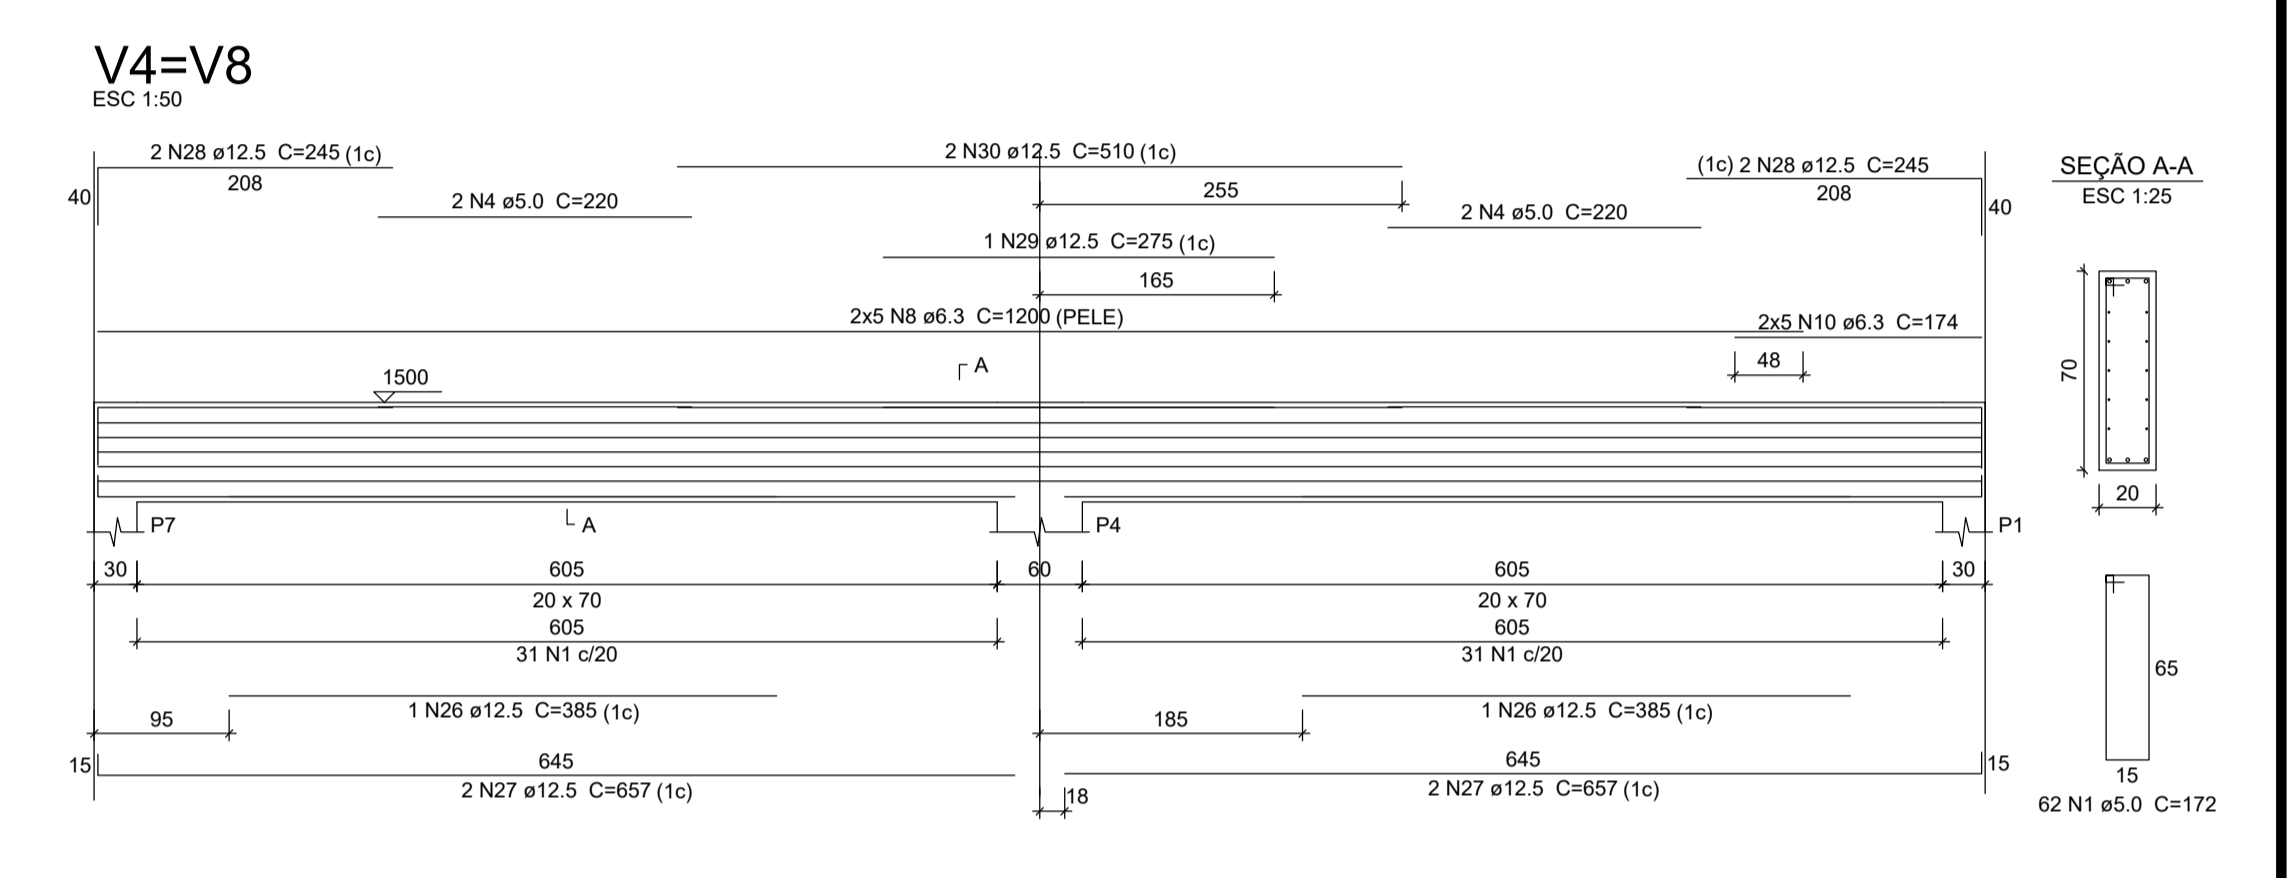 V4=V8
ESC 1:50
2 N28 ø12.5 C=245 (1c)
208
40
2 N4 ø5.0 C=220
2 N30 ø12.5 C=510 (1c)
255
1 N29 ø12.5 C=275 (1c)
165
(1c) 2 N28 ø12.5 C=245
208
40
2 N4 ø5.0 C=220
2x5 N8 ø6.3 C=1200 (PELE)
2x5 N10 ø6.3 C=174
48
A
1500
P7
A
P4
P1
30
605
60
605
30
20 x 70
20 x 70
605
605
31 N1 c/20
31 N1 c/20
95
1 N26 ø12.5 C=385 (1c)
185
1 N26 ø12.5 C=385 (1c)
15
645
2 N27 ø12.5 C=657 (1c)
18
645
15
2 N27 ø12.5 C=657 (1c)
SEÇÃO A-A
ESC 1:25
70
20
65
15
62 N1 ø5.0 C=172